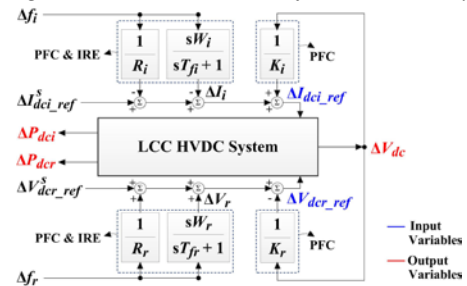 Δf_i
1
R_i
sW_i
sT_fi + 1
1
K_i
PFC & IRE
PFC
ΔI^s_dci_ref
-
+
Σ
-
+
Σ
ΔI_i
+
+
Σ
ΔI_dci_ref
ΔP_dci
ΔP_dcr
LCC HVDC System
ΔV_dc
ΔV^s_dcr_ref
+
+
Σ
+
+
Σ
ΔV_r
+
-
Σ
ΔV_dcr_ref
PFC & IRE
1
R_r
sW_r
sT_fr + 1
1
K_r
PFC
Input
Variables
Output
Variables
Δf_r